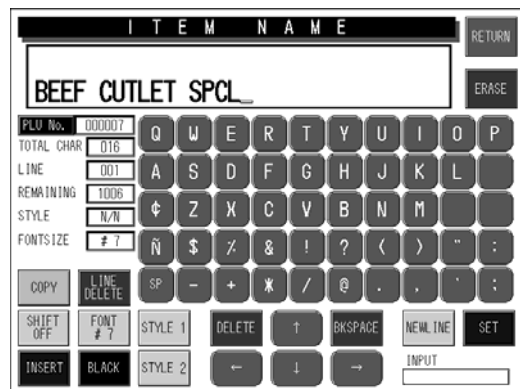 ITEM NAME
RETURN
BEEF CUTLET SPCL_
ERASE
PLU No. 000007
TOTAL CHAR 016
LINE 001
REMAINING 1006
STYLE N/N
FONTSIZE # 7
Q W E R T Y U I O P
A S D F G H J K L
¢ Z X C V B N M
Ñ $ % & ! ? ( ) " :
SP - + * / @ . , ' ;
COPY
LINE DELETE
SHIFT OFF
FONT # 7
STYLE 1
DELETE
↑
BKSPACE
NEWLINE
SET
INSERT
BLACK
STYLE 2
←
↓
→
INPUT